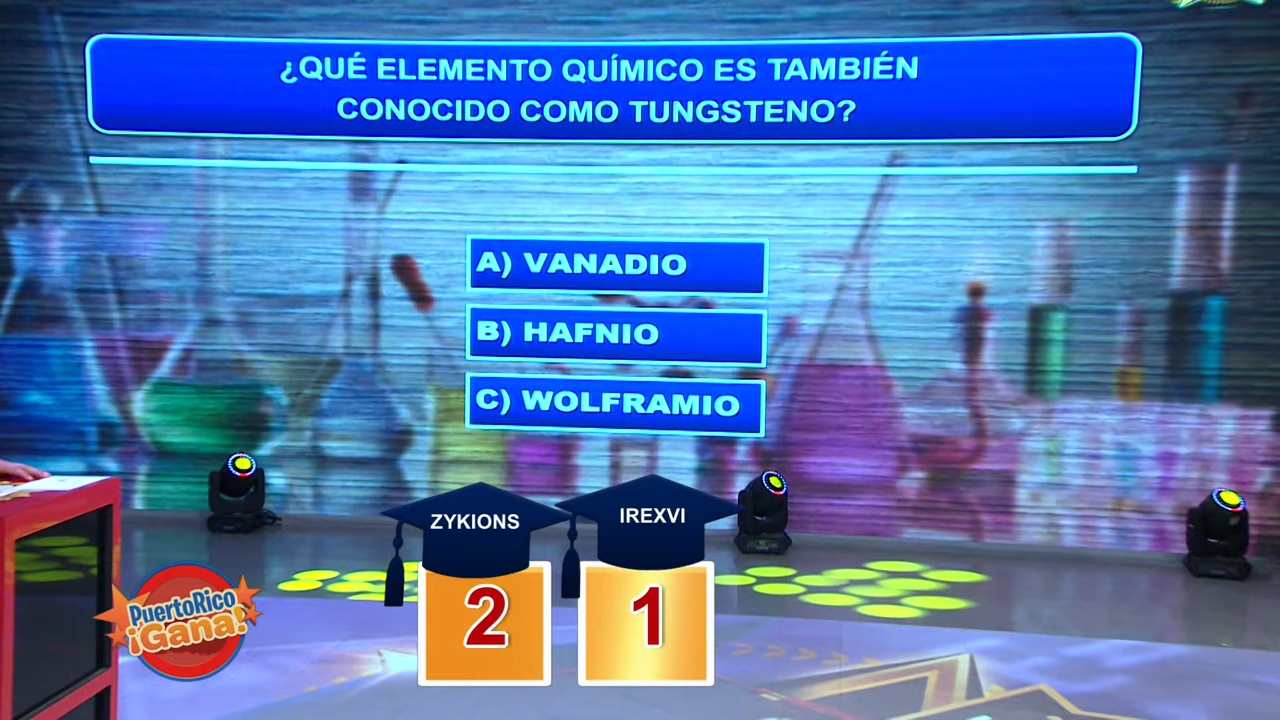 ¿QUÉ ELEMENTO QUÍMICO ES TAMBIÉN
CONOCIDO COMO TUNGSTENO?
A) VANADIO
B) HAFNIO
C) WOLFRAMIO
ZYKIONS
IREXVI
2
1
PuertoRico
¡Gana!